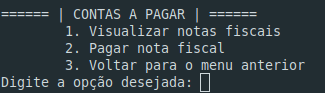 ====== | CONTAS A PAGAR | ======
1. Visualizar notas fiscais
2. Pagar nota fiscal
3. Voltar para o menu anterior
Digite a opção desejada: